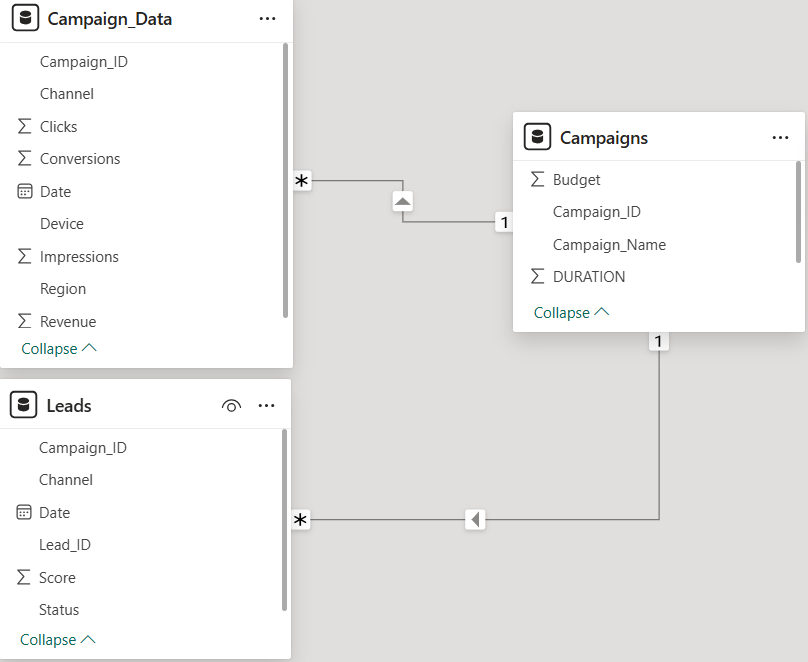 Campaign_Data
Campaign_ID
Channel
Σ Clicks
Σ Conversions
Date
Device
Σ Impressions
Region
Σ Revenue
Collapse
*
1
Campaigns
Σ Budget
Campaign_ID
Campaign_Name
Σ DURATION
Collapse
1
Leads
Campaign_ID
Channel
Date
Lead_ID
Σ Score
Status
Collapse
*